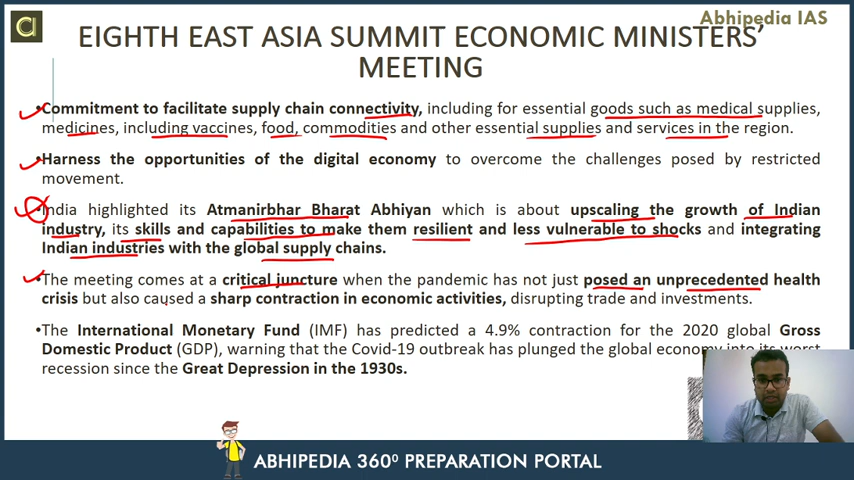 Abhipedia IAS
EIGHTH EAST ASIA SUMMIT ECONOMIC MINISTERS'
MEETING
•Commitment to facilitate supply chain connectivity, including for essential goods such as medical supplies,
medicines, including vaccines, food, commodities and other essential supplies and services in the region.
•Harness the opportunities of the digital economy to overcome the challenges posed by restricted
movement.
•India highlighted its Atmanirbhar Bharat Abhiyan which is about upscaling the growth of Indian
industry, its skills and capabilities to make them resilient and less vulnerable to shocks and integrating
Indian industries with the global supply chains.
•The meeting comes at a critical juncture when the pandemic has not just posed an unprecedented health
crisis but also caused a sharp contraction in economic activities, disrupting trade and investments.
•The International Monetary Fund (IMF) has predicted a 4.9% contraction for the 2020 global Gross
Domestic Product (GDP), warning that the Covid-19 outbreak has plunged the global economy into its worst
recession since the Great Depression in the 1930s.
ABHIPEDIA 360⁰ PREPARATION PORTAL